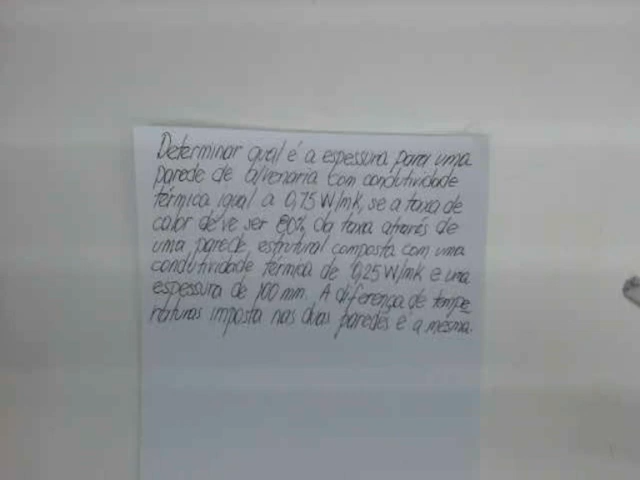 Determinar qual é a espessura para uma
parede de alvenaria com condutividade
térmica igual a 0,75 W/mK, se a taxa de
calor deve ser 80% da taxa através de
uma parede, estrutural composta com uma
condutividade térmica de 0,25 W/mK e uma
espessura de 100 mm. A diferença de tempe_
raturas imposta nas duas paredes é a mesma.